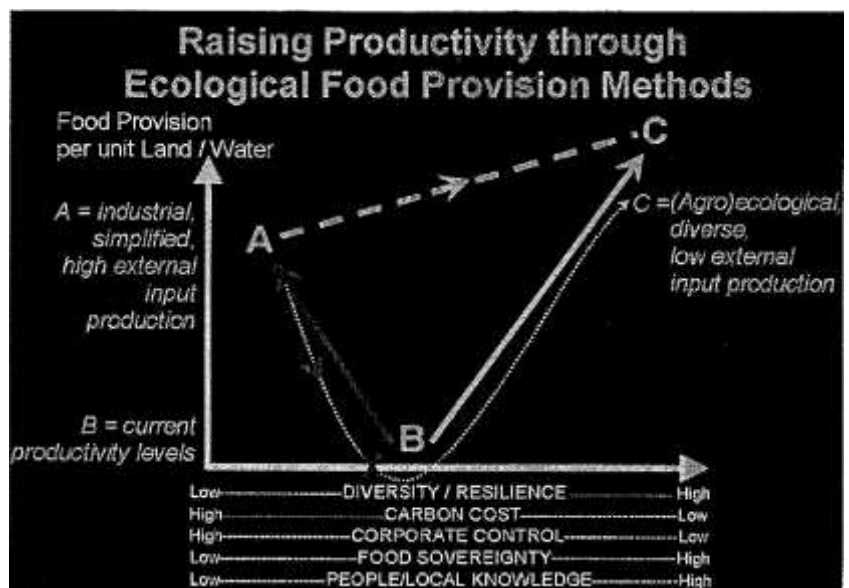 Raising Productivity through
Ecological Food Provision Methods
Food Provision
per unit Land / Water
A = industrial,
simplified,
high external
input
production
B = current
productivity levels
A
B
C
C =(Agro)ecological,
diverse,
low external
input production
Low DIVERSITY / RESILIENCE High
High CARBON COST Low
High CORPORATE CONTROL Low
Low FOOD SOVEREIGNTY High
Low PEOPLE/LOCAL KNOWLEDGE High